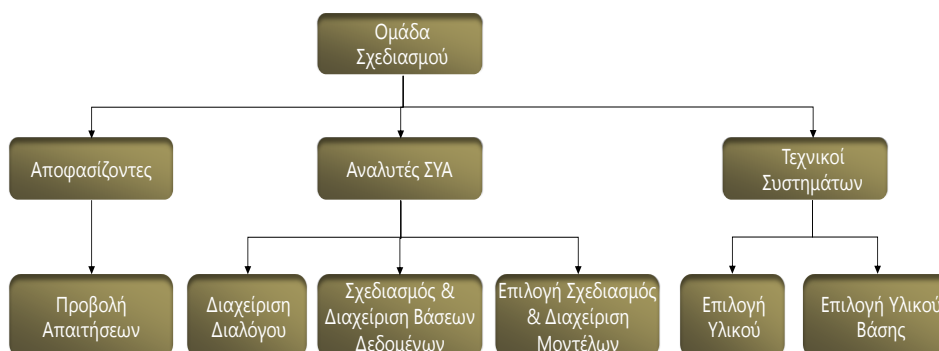 Ομάδα
Σχεδιασμού
Αποφασίζοντες
Αναλυτές ΣΥΑ
Τεχνικοί
Συστημάτων
Προβολή
Απαιτήσεων
Διαχείριση
Διαλόγου
Σχεδιασμός &
Διαχείριση Βάσεων
Δεδομένων
Επιλογή Σχεδιασμός
& Διαχείριση
Μοντέλων
Επιλογή
Υλικού
Επιλογή Υλικού
Βάσης